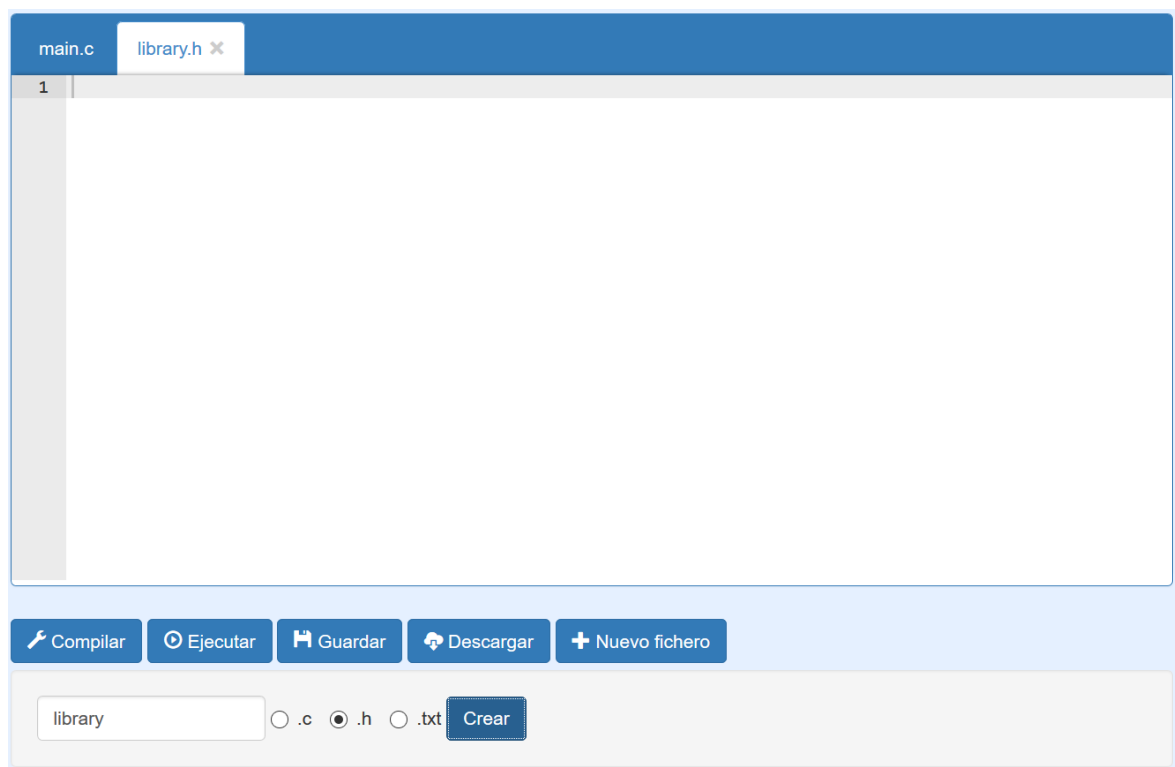 main.c library.h
1
Compilar Ejecutar Guardar Descargar Nuevo fichero
library .c .h .txt Crear